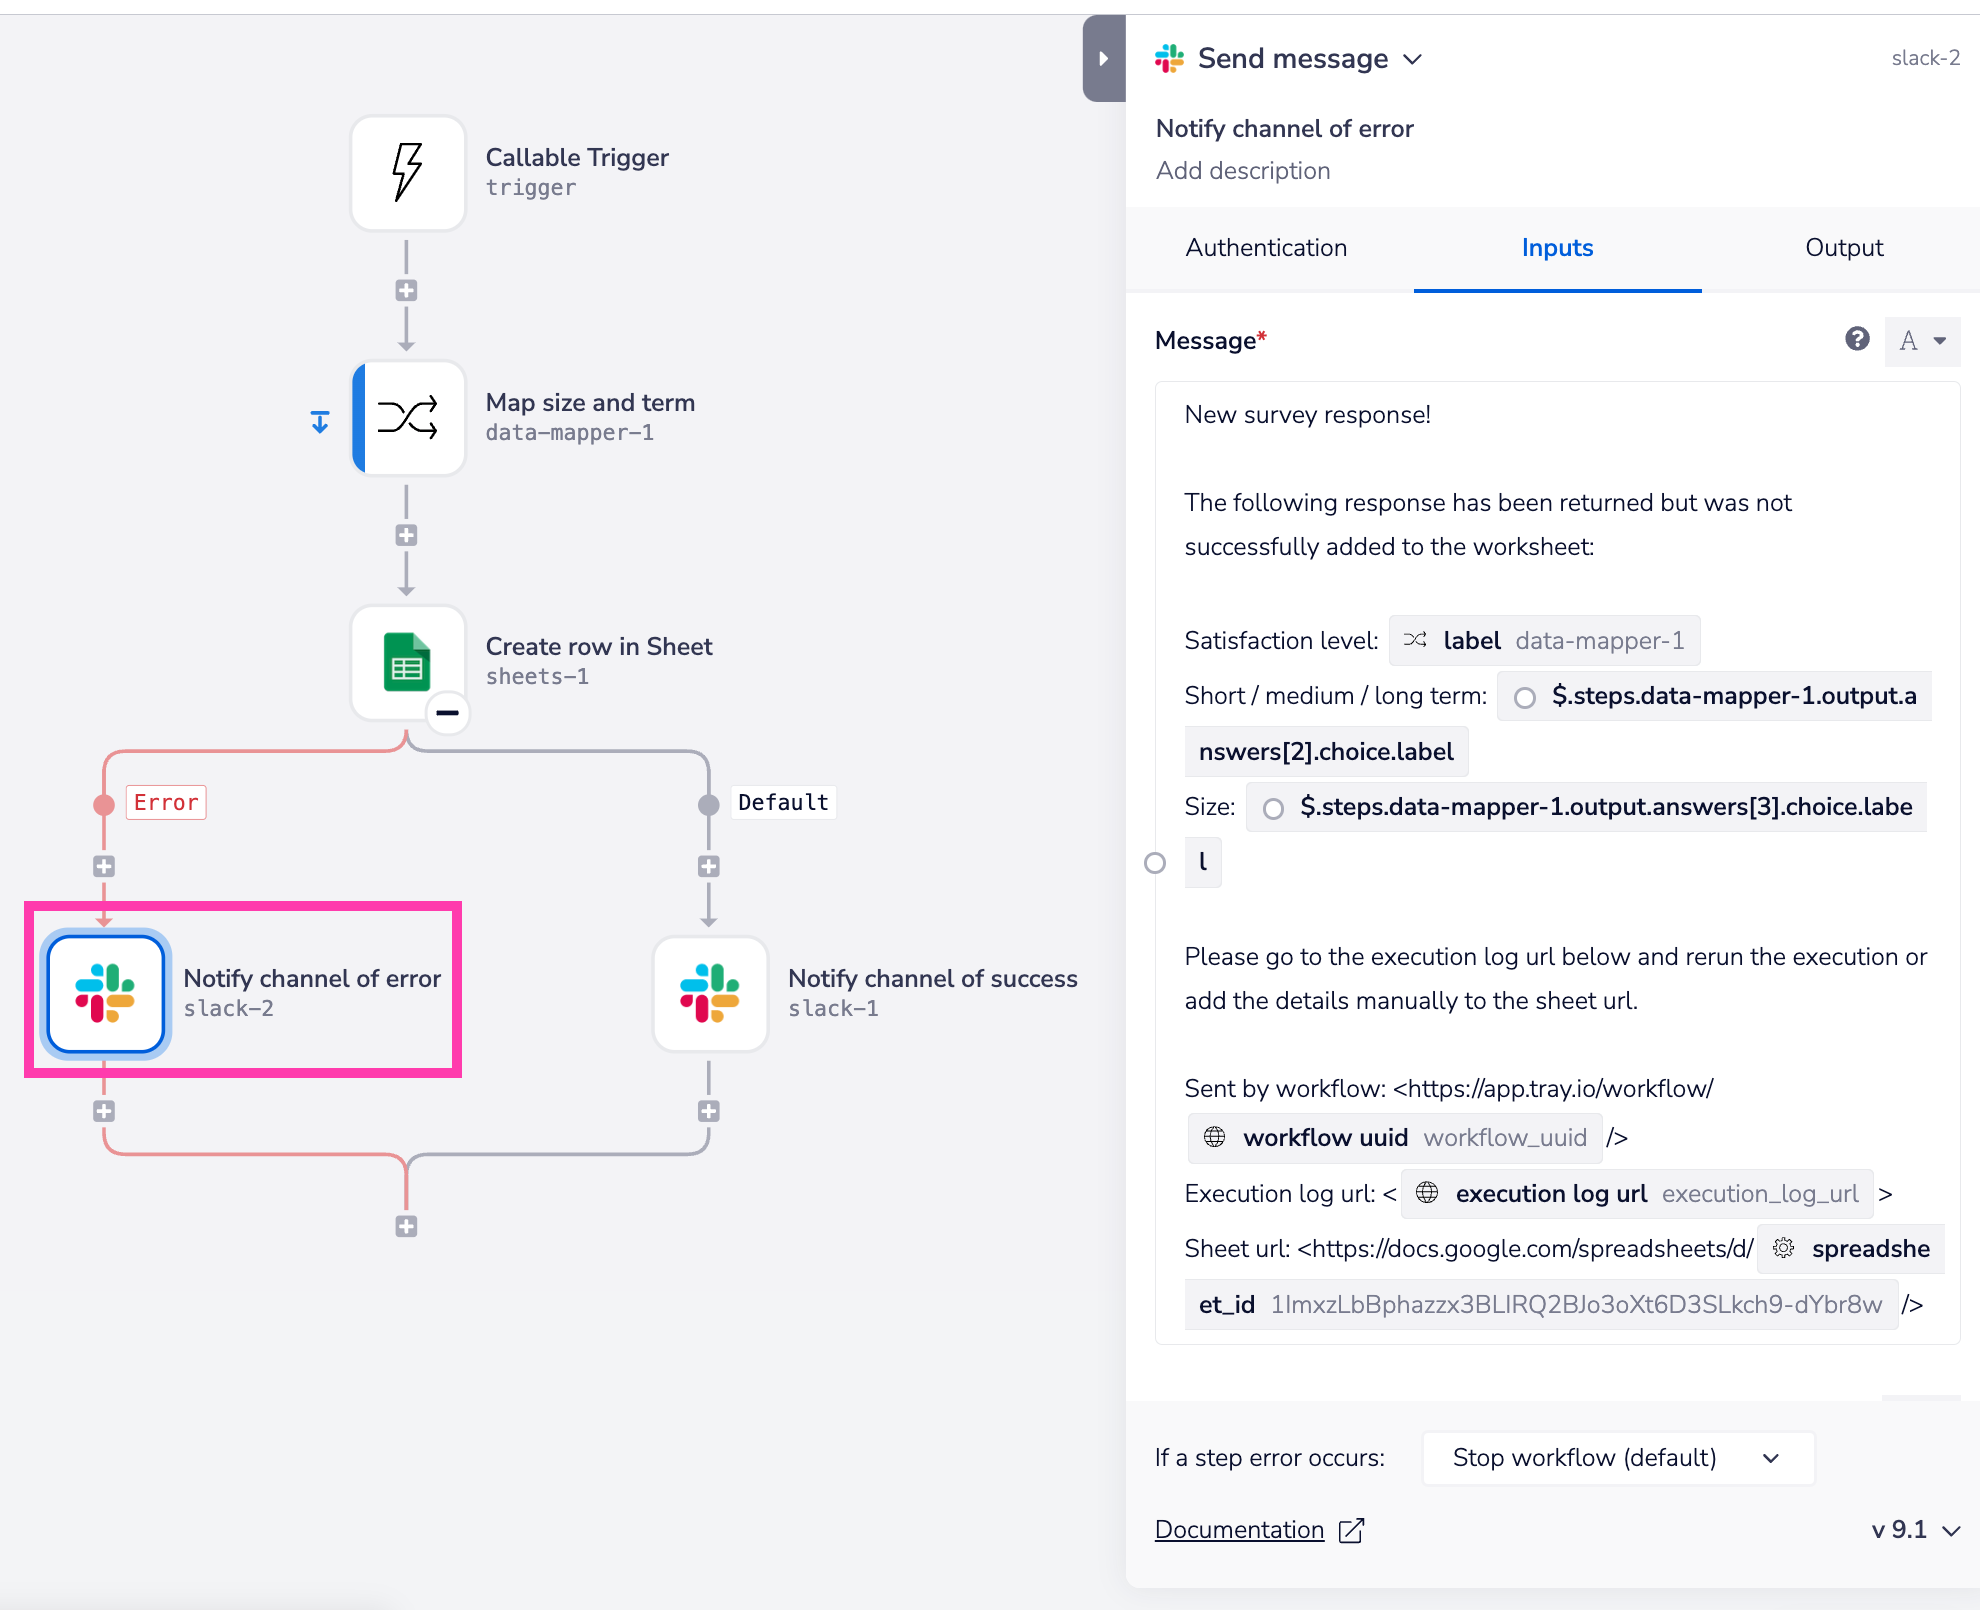 Callable Trigger
trigger
Map size and term
data-mapper-1
Create row in Sheet
sheets-1
Error
Default
Notify channel of error
slack-2
Notify channel of success
slack-1
Send message
slack-2
Notify channel of error
Add description
Authentication
Inputs
Output
Message*
A
New survey response!
The following response has been returned but was not
successfully added to the worksheet:
Satisfaction level: label data-mapper-1
Short / medium / long term: $.steps.data-mapper-1.output.a
nswers[2].choice.label
Size: $.steps.data-mapper-1.output.answers[3].choice.labe
l
Please go to the execution log url below and rerun the execution or
add the details manually to the sheet url.
Sent by workflow: <https://app.tray.io/workflow/
workflow uuid workflow_uuid />
Execution log url: < execution log url execution_log_url >
Sheet url: <https://docs.google.com/spreadsheets/d/ spreadshe
et_id 1ImxzLbBphazzx3BLIRQ2BJo3oXt6D3SLkch9-dYbr8w />
If a step error occurs:
Stop workflow (default)
Documentation
v 9.1